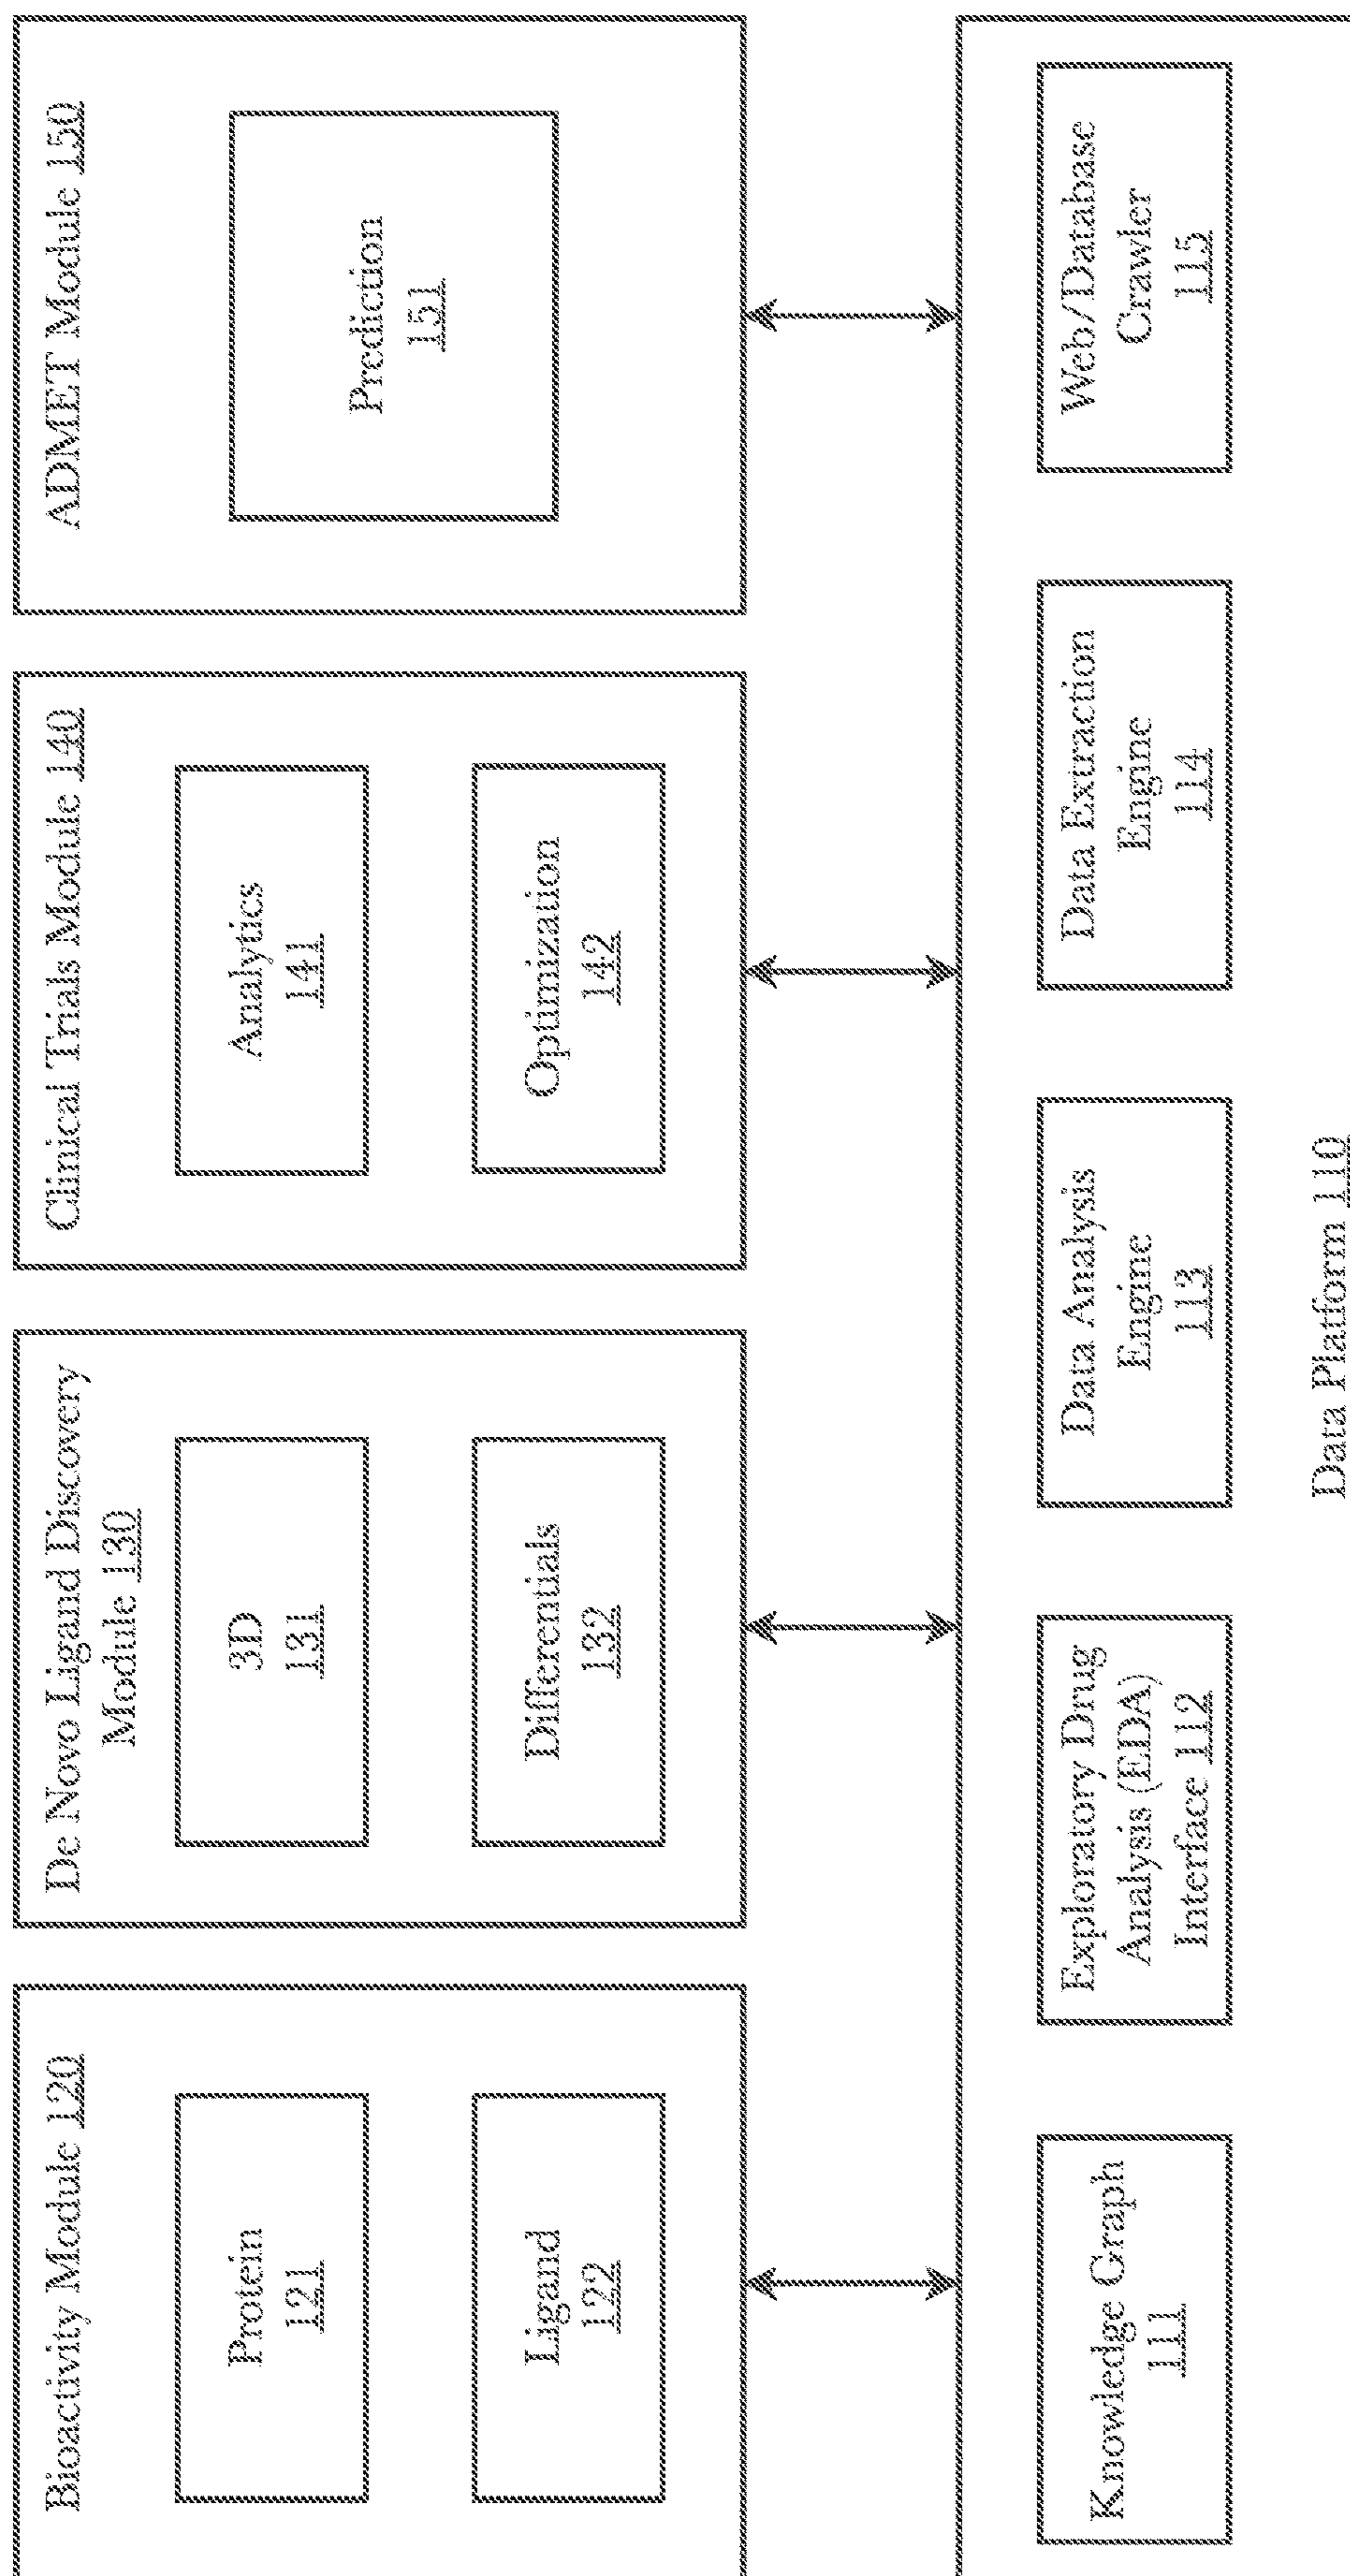 Bioactivity Module 120
Protein
121
Ligand
122
De Novo Ligand Discovery
Module 130
3D
131
Differentials
132
Clinical Trials Module 140
Analytics
141
Optimization
142
ADMET Module 150
Prediction
151
Knowledge Graph
111
Exploratory Drug
Analysis (EDA)
Interface 112
Data Analysis
Engine
113
Data Extraction
Engine
114
Web/Database
Crawler
115
Data Platform 110